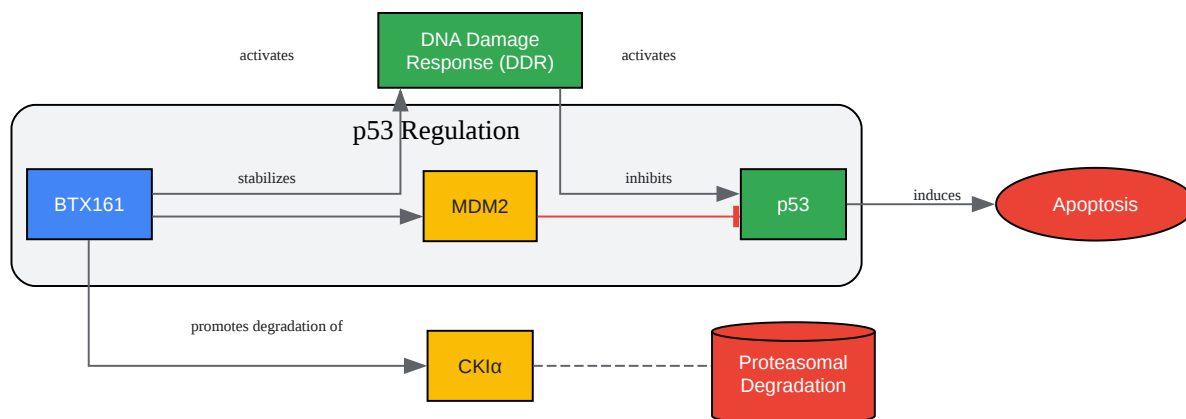 DNA Damage
Response (DDR)
activates
activates
p53 Regulation
stabilizes
inhibits
BTX161
MDM2
p53
induces
Apoptosis
promotes degradation of
CKIα
Proteasomal
Degradation